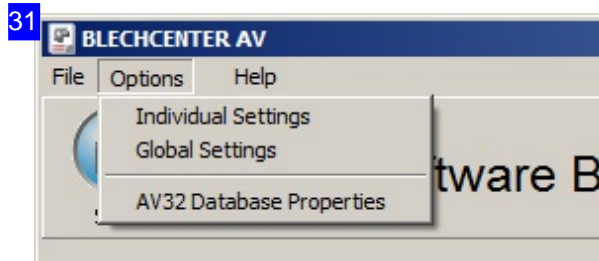 31
BLECHCENTER AV
File Options Help
Individual Settings
Global Settings
tware B
AV32 Database Properties